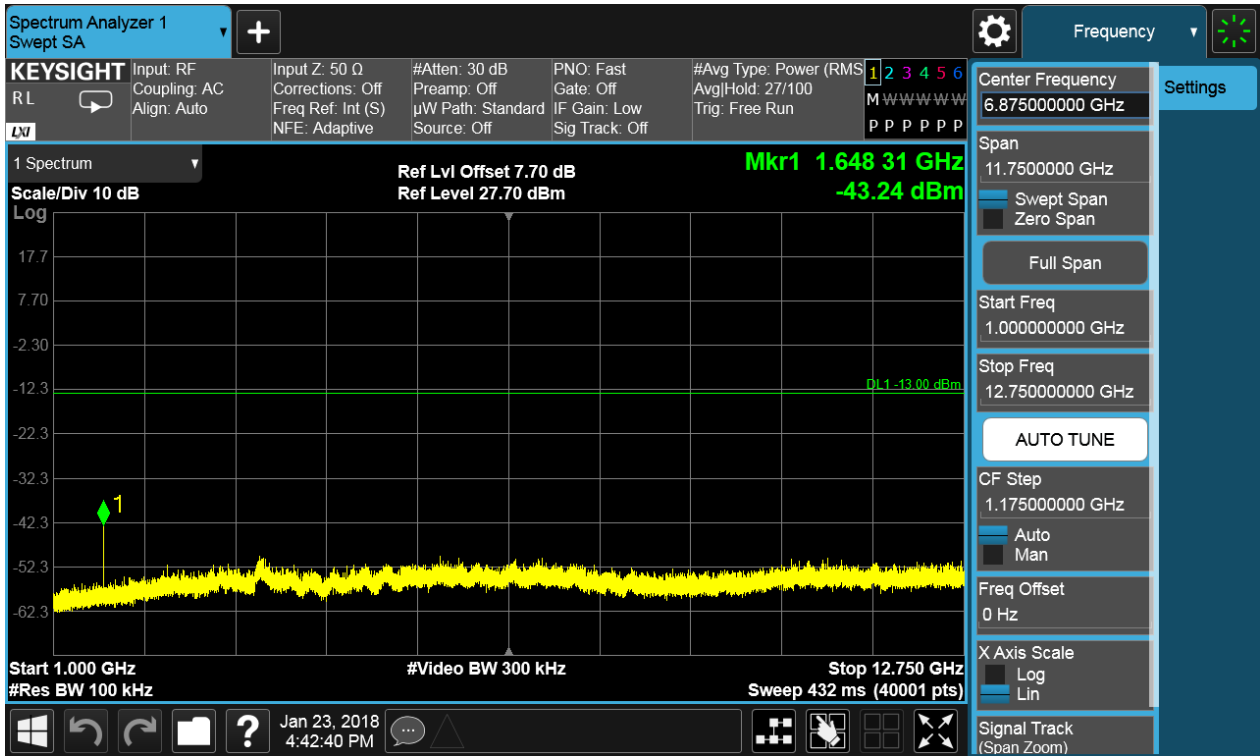 Spectrum Analyzer 1
Swept SA
+
Frequency
KEYSIGHT
R L
LXI
Input: RF
Coupling: AC
Align: Auto
Input Z: 50 Ω
Corrections: Off
Freq Ref: Int (S)
NFE: Adaptive
#Atten: 30 dB
Preamp: Off
µW Path: Standard
Source: Off
PNO: Fast
Gate: Off
IF Gain: Low
Sig Track: Off
#Avg Type: Power (RMS
Avg|Hold: 27/100
Trig: Free Run
1 2 3 4 5 6
M W W W W W
P P P P P P
1 Spectrum
Scale/Div 10 dB
Log
Ref Lvl Offset 7.70 dB
Ref Level 27.70 dBm
Mkr1 1.648 31 GHz
-43.24 dBm
17.7
7.70
-2.30
-12.3
DL1 -13.00 dBm
-22.3
-32.3
1
-42.3
-52.3
-62.3
Start 1.000 GHz
#Video BW 300 kHz
Stop 12.750 GHz
#Res BW 100 kHz
Sweep 432 ms (40001 pts)
Center Frequency
6.875000000 GHz
Settings
Span
11.7500000 GHz
Swept Span
Zero Span
Full Span
Start Freq
1.000000000 GHz
Stop Freq
12.750000000 GHz
AUTO TUNE
CF Step
1.175000000 GHz
Auto
Man
Freq Offset
0 Hz
X Axis Scale
Log
Lin
Signal Track
(Span Zoom)
?
Jan 23, 2018
4:42:40 PM